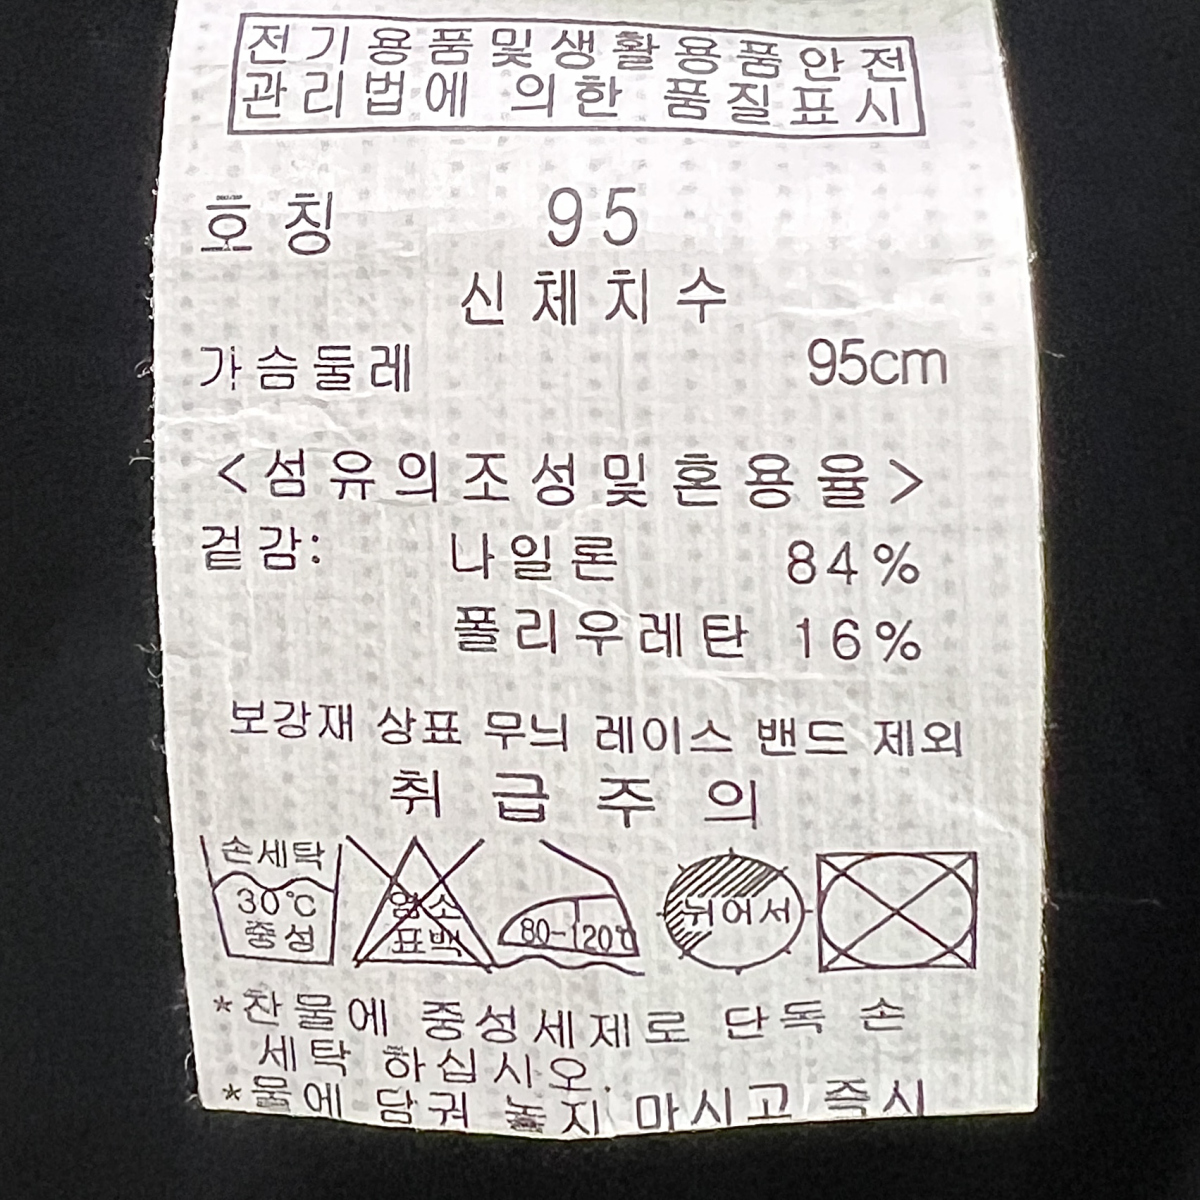 전기용품및생활용품안전
관리법에 의한 품질표시
호칭 95
신체치수
가슴둘레 95cm
<섬유의조성및혼용율>
겉감: 나일론 84%
폴리우레탄 16%
보강재 상표 무늬 레이스 밴드 제외
취급주의
손세탁
30℃
중성
염소
표백
80-120℃
뉘어서
*찬물에 중성세제로 단독 손
세탁 하십시오.
*물에 담궈 놓지 마시고 즉시